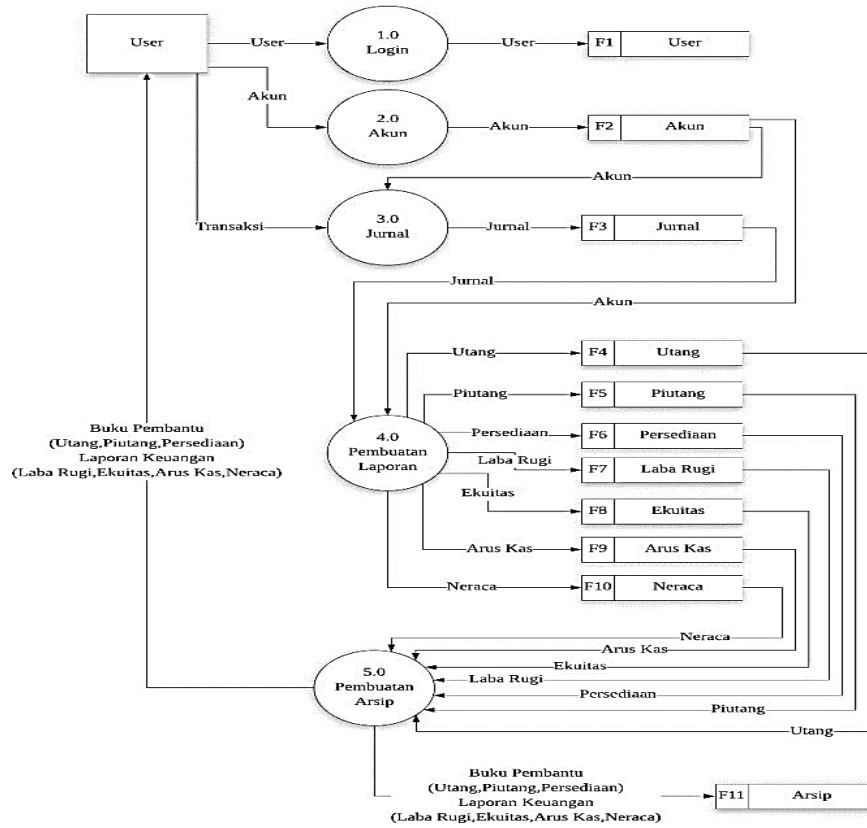 User
User
1.0
Login
User
F1
User
Akun
2.0
Akun
Akun
F2
Akun
Akun
Transaksi
3.0
Jurnal
Jurnal
F3
Jurnal
Jurnal
Akun
Utang
F4
Utang
Piutang
F5
Piutang
Persediaan
F6
Persediaan
4.0
Pembuatan
Laporan
Laba Rugi
F7
Laba Rugi
Ekuitas
F8
Ekuitas
Arus Kas
F9
Arus Kas
Neraca
F10
Neraca
Buku Pembantu
(Utang,Piutang,Persediaan)
Laporan Keuangan
(Laba Rugi,Ekuitas,Arus Kas,Neraca)
Neraca
Arus Kas
Ekuitas
Laba Rugi
Persediaan
Piutang
Utang
5.0
Pembuatan
Arsip
Buku Pembantu
(Utang,Piutang,Persediaan)
Laporan Keuangan
(Laba Rugi,Ekuitas,Arus Kas,Neraca)
F11
Arsip